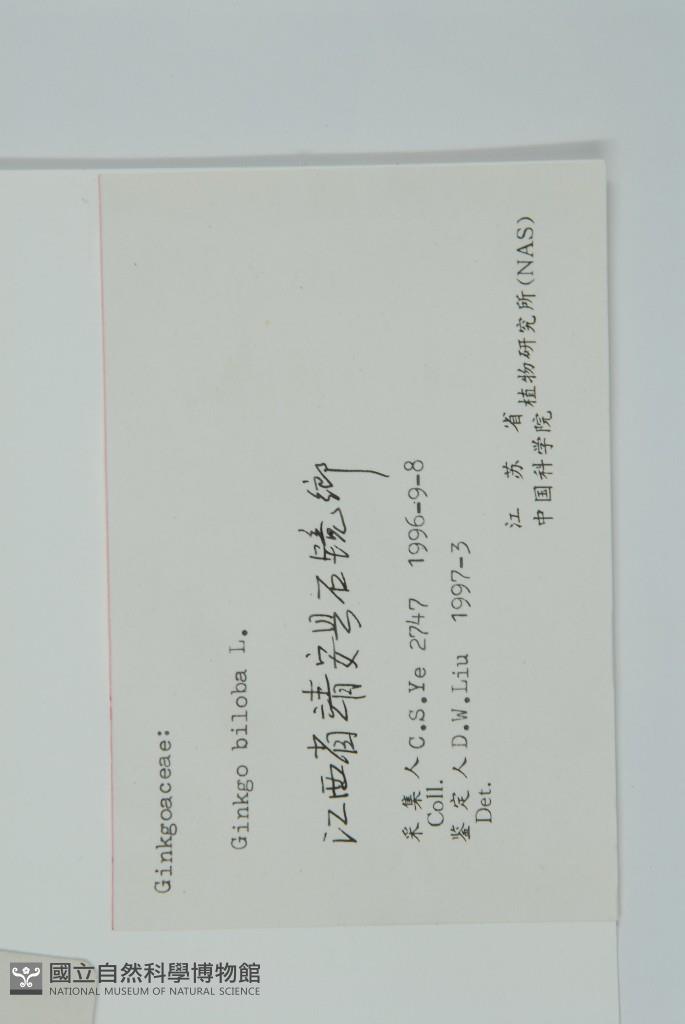 Ginkgoaceae:
Ginkgo biloba L.
江西省靖安县石镜鄉
采集人 C.S.Ye 2747 1996-9-8
Coll.
鉴定人 D.W.Liu 1997-3
Det.
江苏省
中国科学院植物研究所(NAS)
國立自然科學博物館
NATIONAL MUSEUM OF NATURAL SCIENCE